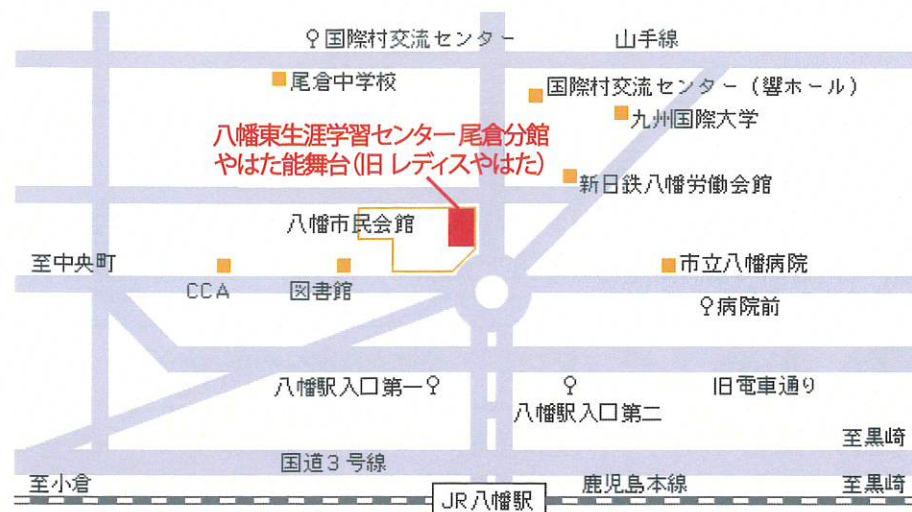 国際村交流センター
山手線
尾倉中学校
国際村交流センター(響ホール)
九州国際大学
八幡東生涯学習センター 尾倉分館
やはた能舞台(旧 レディスやはた)
新日鉄八幡労働会館
八幡市民会館
至中央町
市立八幡病院
CCA
図書館
病院前
八幡駅入口第一
八幡駅入口第二
旧電車通り
至黒崎
国道3号線
至小倉
JR八幡駅
鹿児島本線
至黒崎